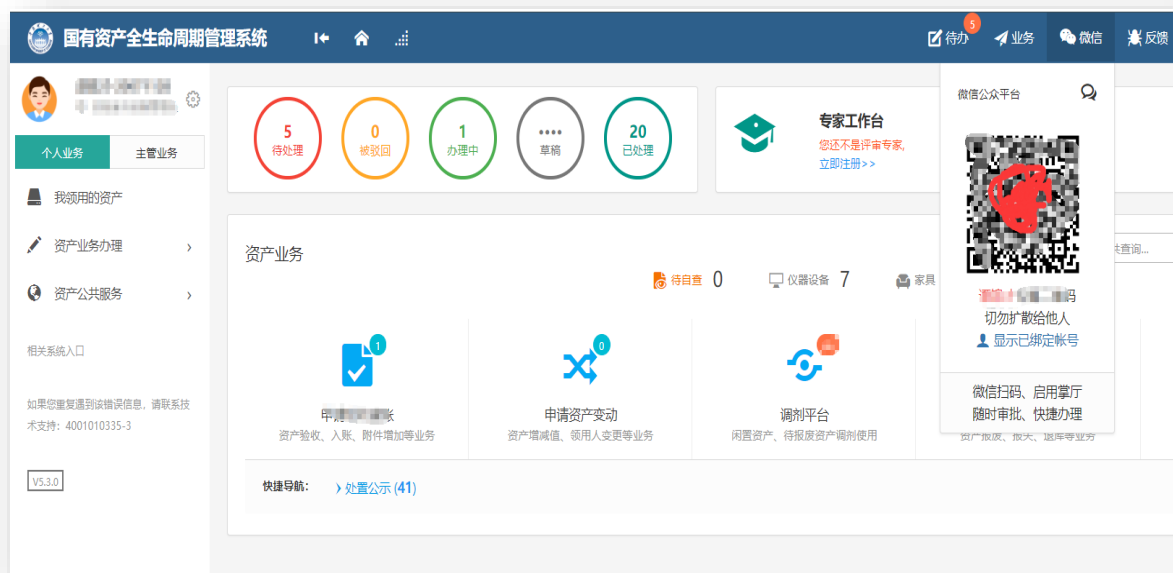 国有资产全生命周期管理系统
待办
5
业务
微信
反馈
个人业务
主管业务
我领用的资产
资产业务办理
资产公共服务
相关系统入口
如果您重复遇到该错误信息，请联系技
术支持：4001010335-3
V5.3.0
5
待处理
0
被驳回
1
办理中
····
草稿
20
已处理
专家工作台
您还不是评审专家,
立即注册>>
微信公众平台
码
切勿扩散给他人
显示已绑定帐号
微信扫码、启用掌厅
随时审批、快捷办理
资产业务
待自查 0
仪器设备 7
家具
查询...
1
申
账
资产验收、入账、附件增加等业务
0
申请资产变动
资产增减值、领用人变更等业务
调剂平台
闲置资产、待报废资产调剂使用
资产报废、报失、退库等业务
快捷导航：
处置公示 (41)